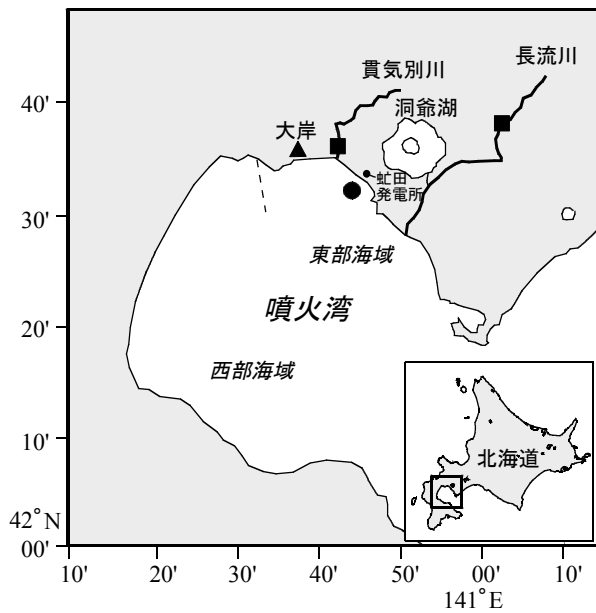 貫気別川
長流川
40'
洞爺湖
大岸
虻田
発電所
30'
東部海域
噴火湾
20'
西部海域
10'
北海道
42°N
00'
10' 20' 30' 40' 50' 00' 10'
141°E